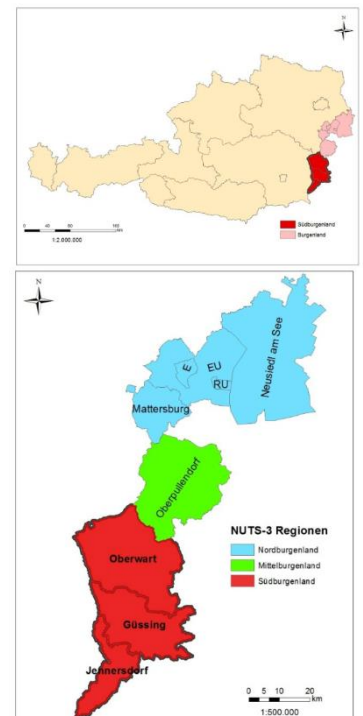 N
Südburgenland
Burgenland
1:2.000.000
N
E
EU
RU
Neusiedl am See
Mattersburg
Oberpullendorf
NUTS-3 Regionen
Nordburgenland
Mittelburgenland
Südburgenland
Oberwart
Güssing
Jennersdorf
0 5 10 20
km
1:500.000